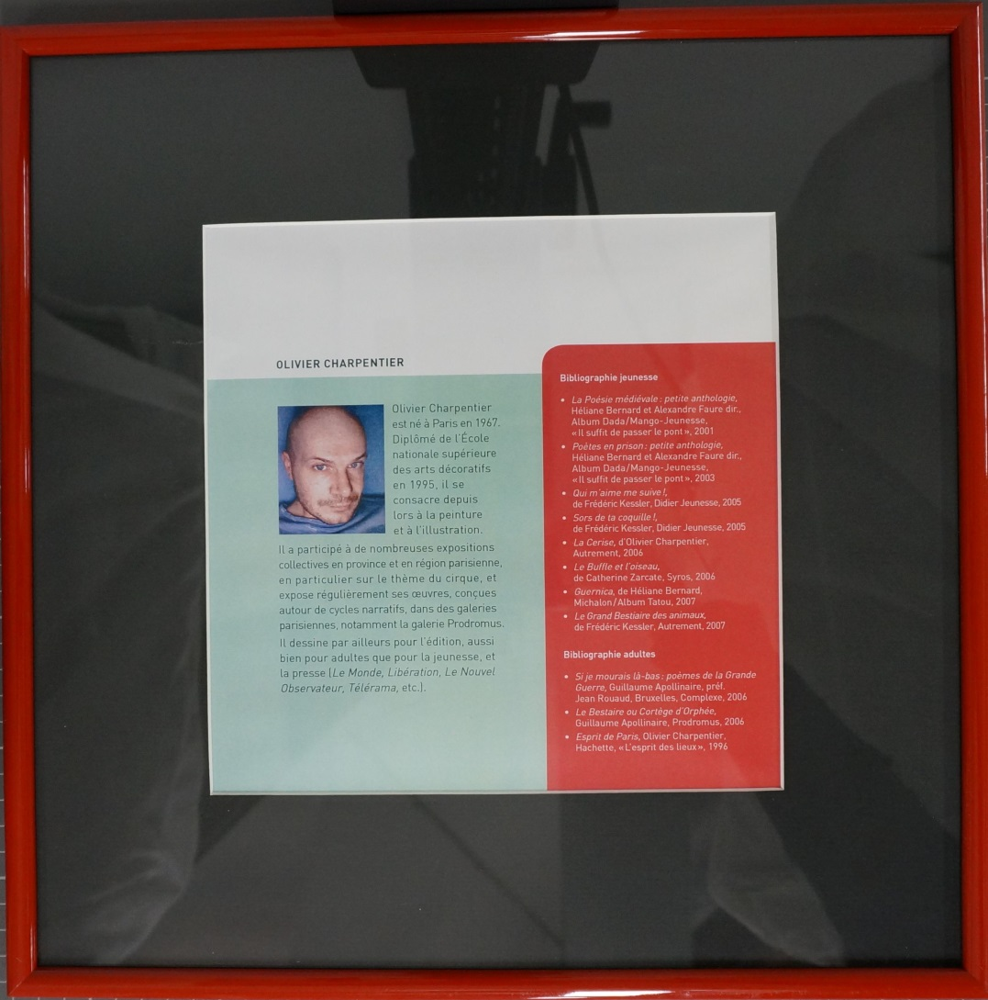 OLIVIER CHARPENTIER
Olivier Charpentier
est né à Paris en 1967.
Diplômé de l'École
nationale supérieure
des arts décoratifs
en 1995, il se
consacre depuis
lors à la peinture
et à l'illustration.
Il a participé à de nombreuses expositions
collectives en province et en région parisienne,
en particulier sur le thème du cirque, et
expose régulièrement ses œuvres, conçues
autour de cycles narratifs, dans des galeries
parisiennes, notamment la galerie Prodromus.
Il dessine par ailleurs pour l'édition, aussi
bien pour adultes que pour la jeunesse, et
la presse (Le Monde, Libération, Le Nouvel
Observateur, Télérama, etc.).
Bibliographie jeunesse
• La Poésie médiévale : petite anthologie,
Héliane Bernard et Alexandre Faure dir.,
Album Dada/Mango-Jeunesse,
« Il suffit de passer le pont », 2001
• Poètes en prison : petite anthologie,
Héliane Bernard et Alexandre Faure dir.,
Album Dada/Mango-Jeunesse,
« Il suffit de passer le pont », 2003
• Qui m'aime me suive !,
de Frédéric Kessler, Didier Jeunesse, 2005
• Sors de ta coquille !,
de Frédéric Kessler, Didier Jeunesse, 2005
• La Cerise, d'Olivier Charpentier,
Autrement, 2006
• Le Buffle et l'oiseau,
de Catherine Zarcate, Syros, 2006
• Guernica, de Héliane Bernard,
Michalon/Album Tatou, 2007
• Le Grand Bestiaire des animaux,
de Frédéric Kessler, Autrement, 2007
Bibliographie adultes
• Si je mourais là-bas : poèmes de la Grande
Guerre, Guillaume Apollinaire, préf.
Jean Rouaud, Bruxelles, Complexe, 2006
• Le Bestaire ou Cortège d'Orphée,
Guillaume Apollinaire, Prodromus, 2006
• Esprit de Paris, Olivier Charpentier,
Hachette, « L'esprit des lieux », 1996